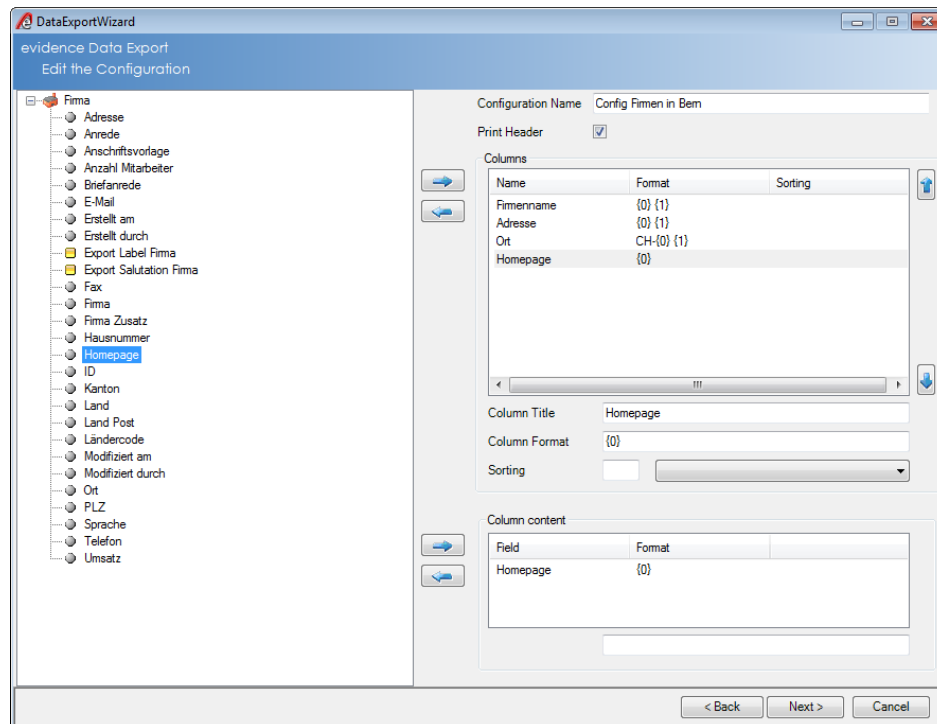 DataExportWizard
evidence Data Export
Edit the Configuration
Firma
Adresse
Anrede
Anschriftsvorlage
Anzahl Mitarbeiter
Briefanrede
E-Mail
Erstellt am
Erstellt durch
Export Label Firma
Export Salutation Firma
Fax
Firma
Firma Zusatz
Hausnummer
Homepage
ID
Kanton
Land
Land Post
Ländercode
Modifiziert am
Modifiziert durch
Ort
PLZ
Sprache
Telefon
Umsatz
Configuration Name Config Firmen in Bern
Print Header
Columns
Name Format Sorting
Firmenname {0} {1}
Adresse {0} {1}
Ort CH-{0} {1}
Homepage {0}
Column Title Homepage
Column Format {0}
Sorting
Column content
Field Format
Homepage {0}
< Back Next > Cancel